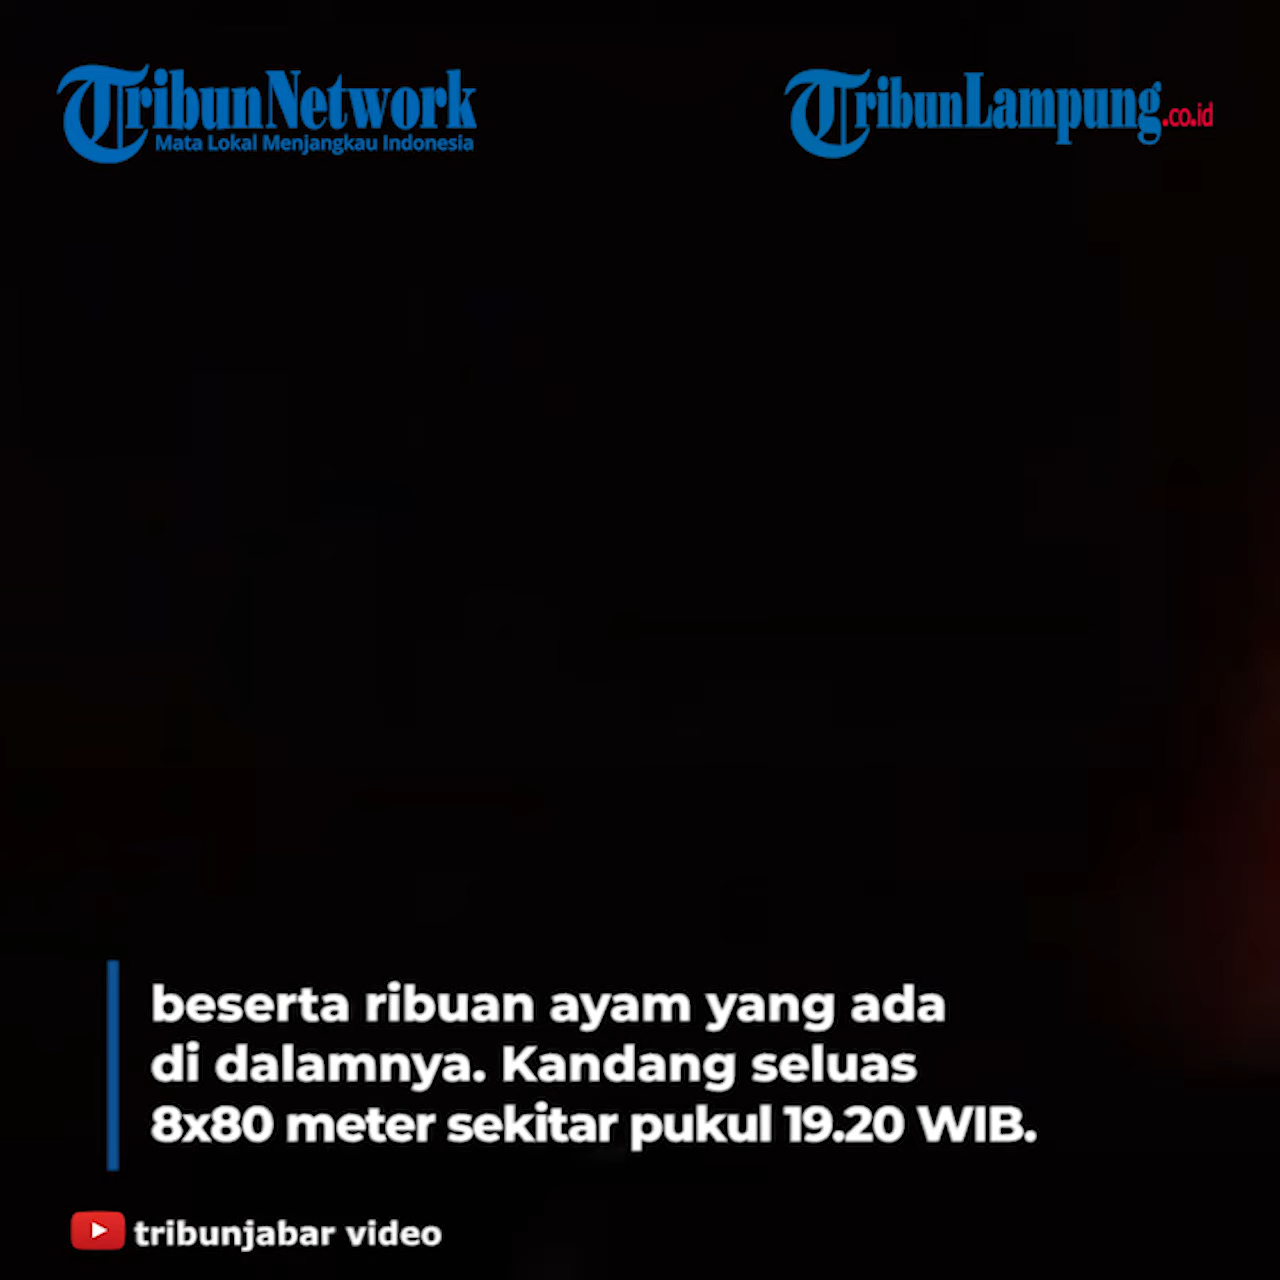 TribunNetwork
Mata Lokal Menjangkau Indonesia
TribunLampung.co.id
beserta ribuan ayam yang ada
di dalamnya. Kandang seluas
8x80 meter sekitar pukul 19.20 WIB.
tribunjabar video